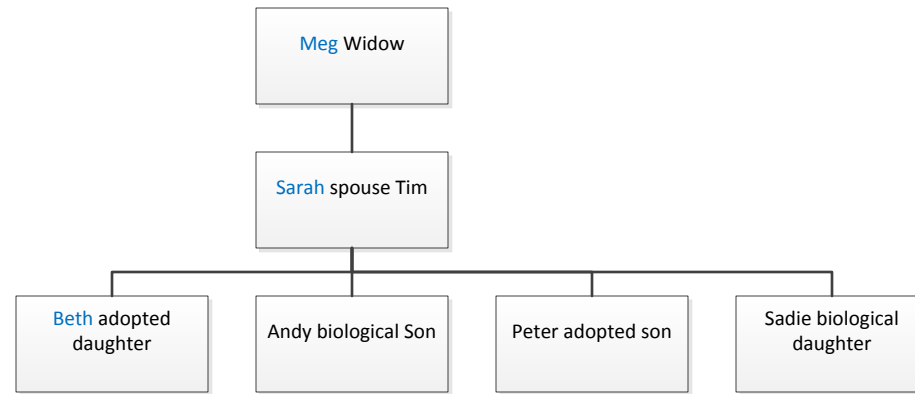 Meg Widow
Sarah spouse Tim
Beth adopted
daughter
Andy biological Son
Peter adopted son
Sadie biological
daughter